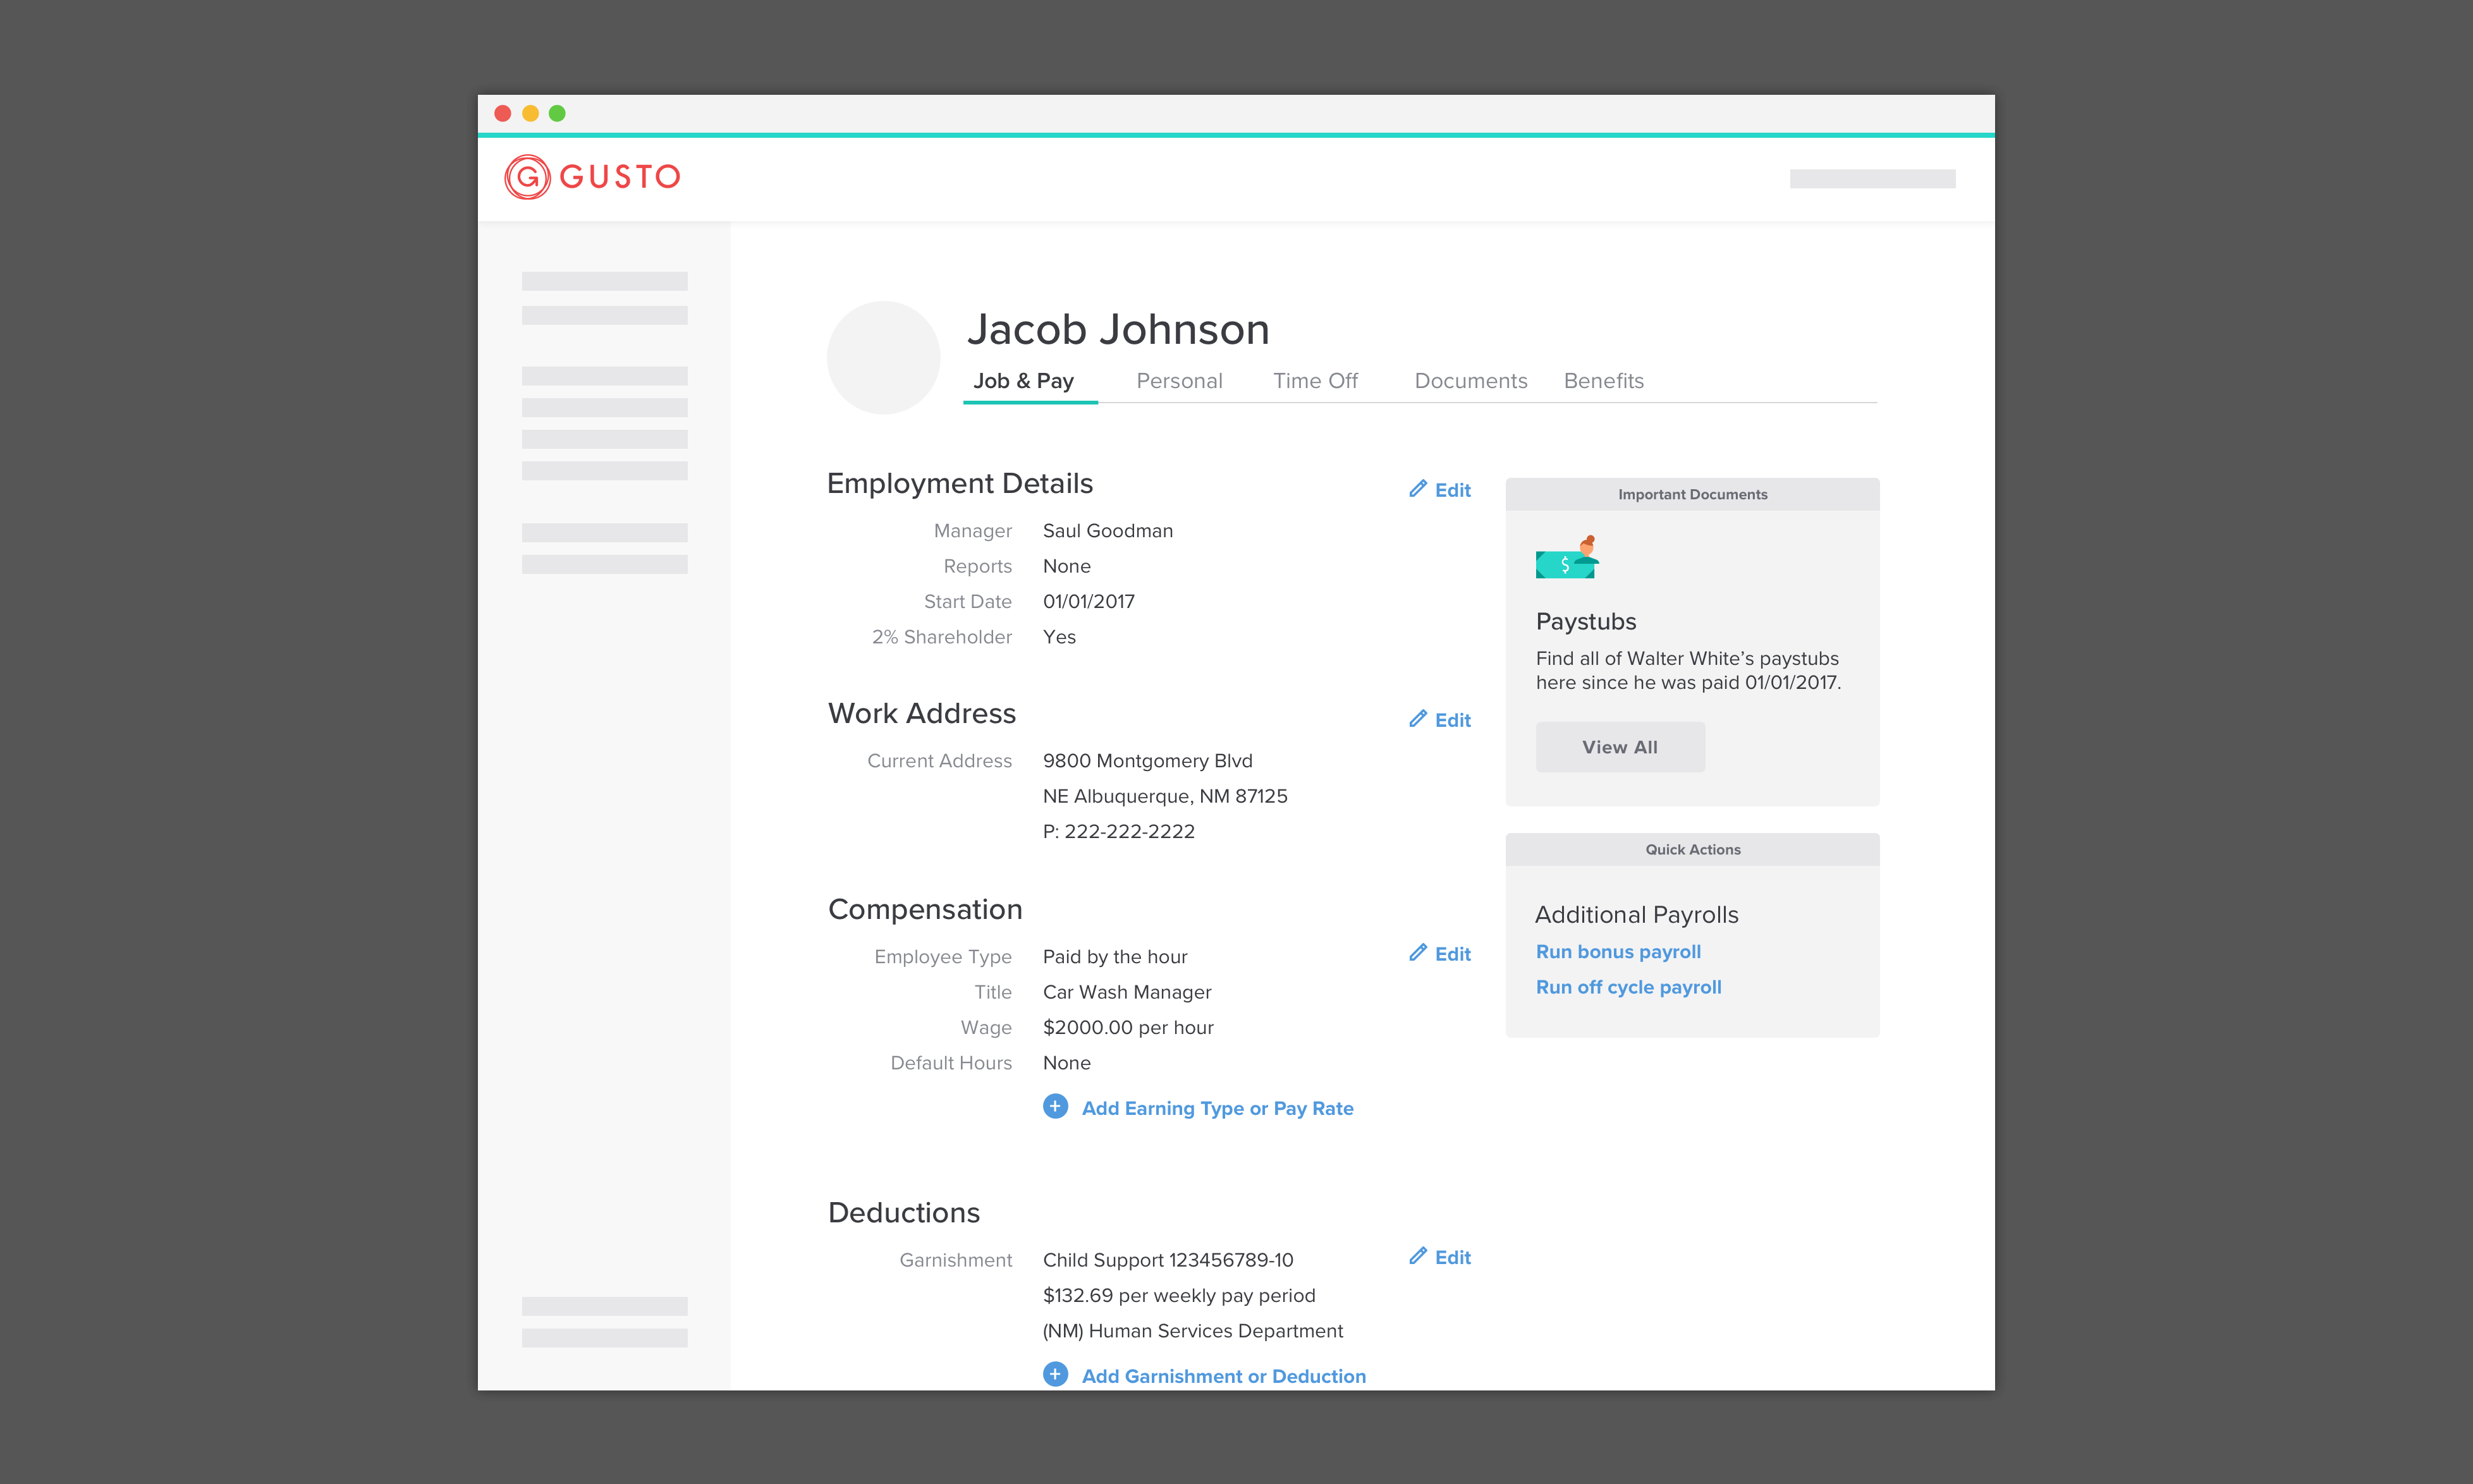 GUSTO
Jacob Johnson
Job & Pay Personal Time Off Documents Benefits
Employment Details
Edit
Manager Saul Goodman
Reports None
Start Date 01/01/2017
2% Shareholder Yes
Work Address
Edit
Current Address 9800 Montgomery Blvd
NE Albuquerque, NM 87125
P: 222-222-2222
Compensation
Edit
Employee Type Paid by the hour
Title Car Wash Manager
Wage $2000.00 per hour
Default Hours None
+ Add Earning Type or Pay Rate
Deductions
Edit
Garnishment Child Support 123456789-10
$132.69 per weekly pay period
(NM) Human Services Department
+ Add Garnishment or Deduction
Important Documents
$
Paystubs
Find all of Walter White’s paystubs
here since he was paid 01/01/2017.
View All
Quick Actions
Additional Payrolls
Run bonus payroll
Run off cycle payroll